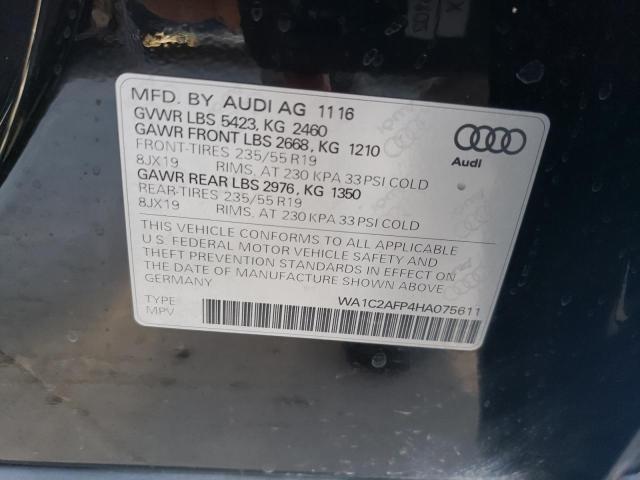 MFD. BY AUDI AG 11 16
GVWR LBS 5423, KG 2460
GAWR FRONT LBS 2668, KG 1210
FRONT-TIRES 235/55 R19
8JX19 RIMS, AT 230 KPA 33 PSI COLD
GAWR REAR LBS 2976, KG 1350
REAR-TIRES 235/55 R19
8JX19 RIMS, AT 230 KPA 33 PSI COLD
THIS VEHICLE CONFORMS TO ALL APPLICABLE
U.S. FEDERAL MOTOR VEHICLE SAFETY AND
THEFT PREVENTION STANDARDS IN EFFECT ON
THE DATE OF MANUFACTURE SHOWN ABOVE
GERMANY
TYPE:
MPV
WA1C2AFP4HA075611
Audi